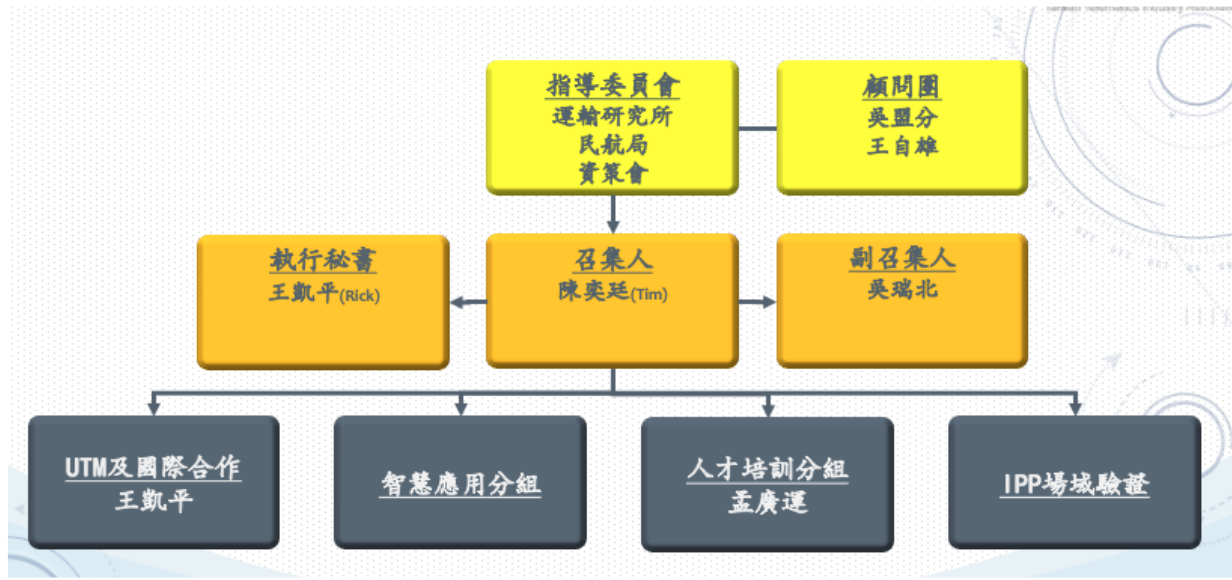 指導委員會
運輸研究所
民航局
資策會
顧問團
吳盟分
王自雄
執行秘書
王凱平(Rick)
召集人
陳奕廷(Tim)
副召集人
吳瑞北
UTM及國際合作
王凱平
智慧應用分組
人才培訓分組
孟廣運
IPP場域驗證